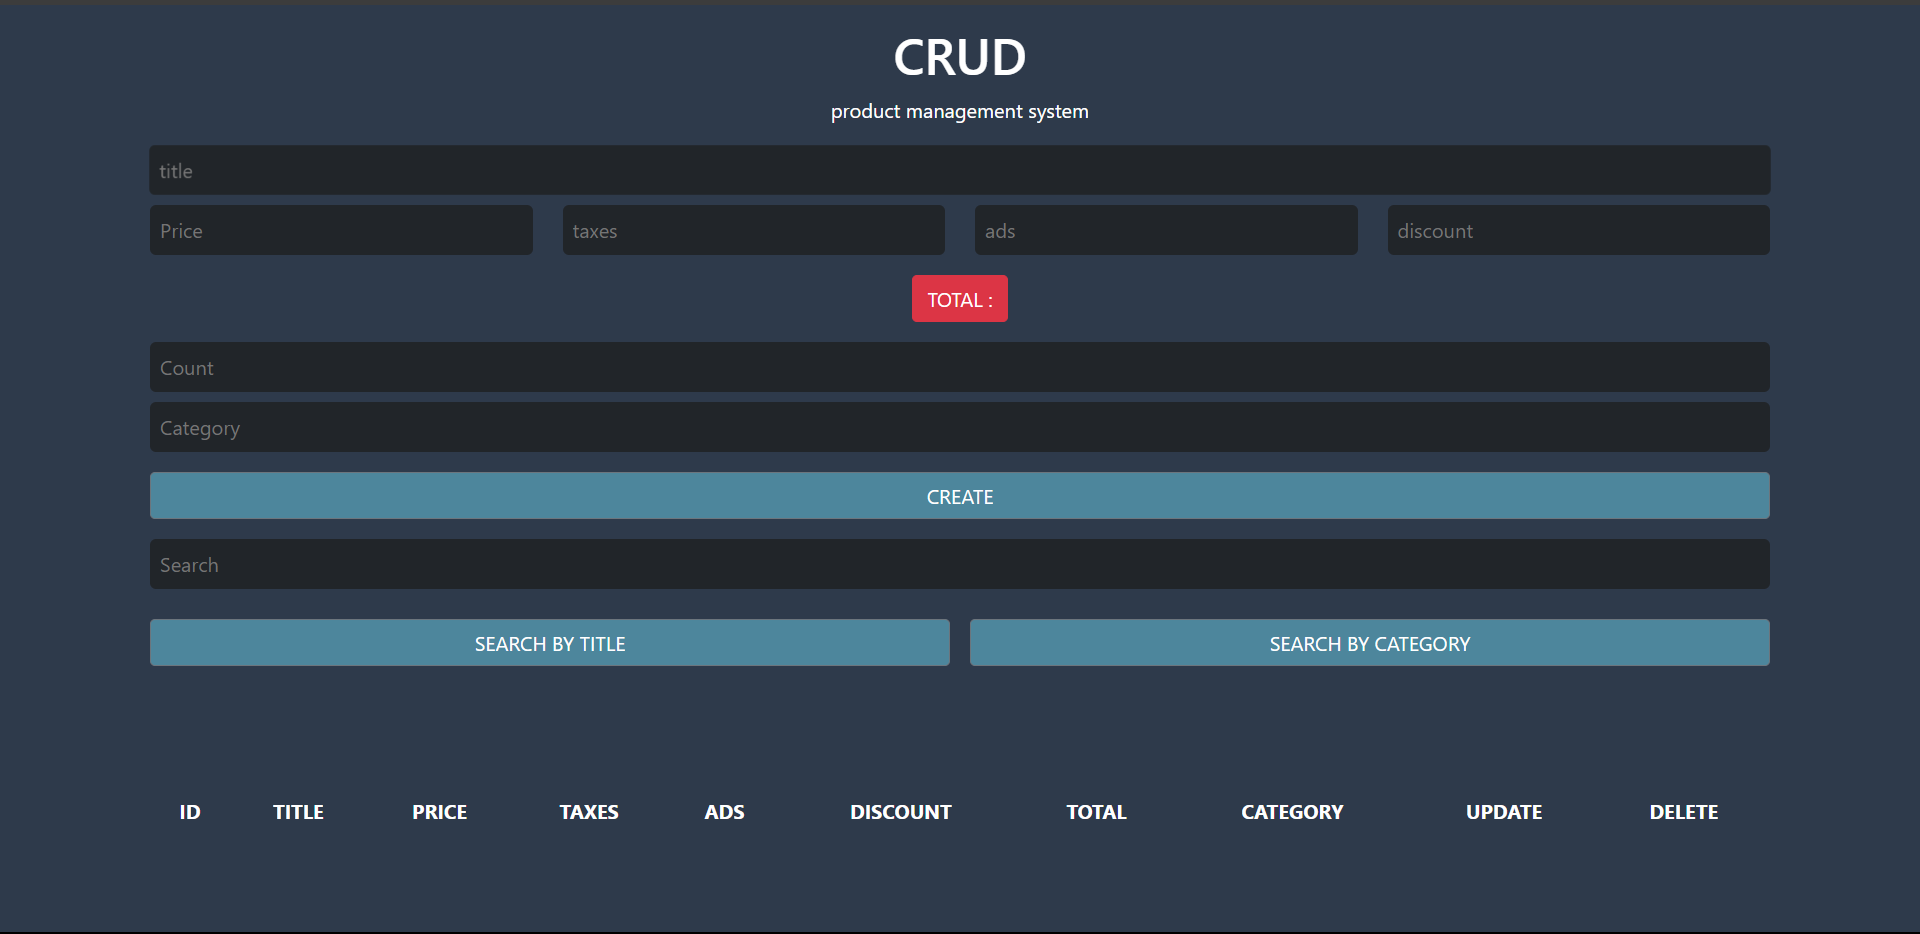 CRUD
product management system
title
Price taxes ads discount
TOTAL :
Count
Category
CREATE
Search
SEARCH BY TITLE SEARCH BY CATEGORY
ID TITLE PRICE TAXES ADS DISCOUNT TOTAL CATEGORY UPDATE DELETE